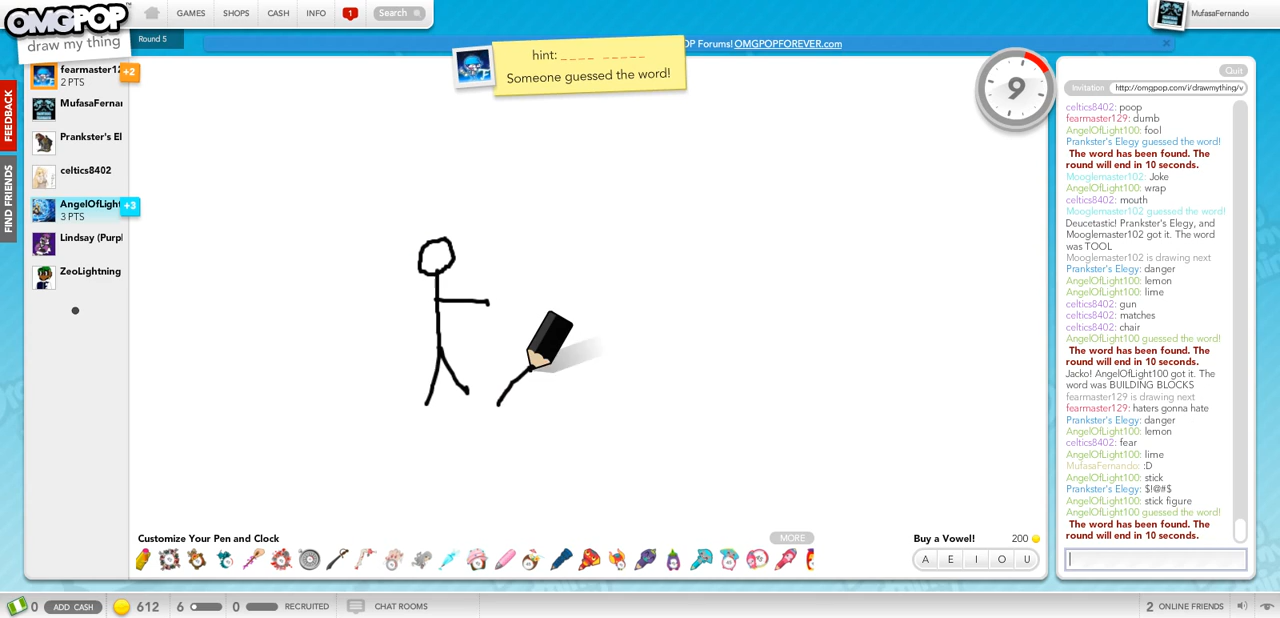 OMGPOP
draw my thing
GAMES SHOPS CASH INFO 1 Search
MufasaFernando
Round 5
OP Forums! OMGPOPFOREVER.com
hint: _ _ _ _ _ _ _ _ _
Someone guessed the word!
9
Quit
Invitation http://omgpop.com/i/drawmything/v
FEEDBACK
FIND FRIENDS
fearmaster12 +2
2 PTS
MufasaFernar
Prankster's El
celtics8402
AngelOfLight +3
3 PTS
Lindsay (Purpl
ZeoLightning
celtics8402: poop
fearmaster129: dumb
AngelOfLight100: fool
Prankster's Elegy guessed the word!
The word has been found. The
round will end in 10 seconds.
Mooglemaster102: Joke
AngelOfLight100: wrap
celtics8402: mouth
Mooglemaster102 guessed the word!
Deucetastic! Prankster's Elegy, and
Mooglemaster102 got it. The word
was TOOL
Mooglemaster102 is drawing next
Prankster's Elegy: danger
AngelOfLight100: lemon
AngelOfLight100: lime
celtics8402: gun
celtics8402: matches
celtics8402: chair
AngelOfLight100 guessed the word!
The word has been found. The
round will end in 10 seconds.
Jacko! AngelOfLight100 got it. The
word was BUILDING BLOCKS
fearmaster129 is drawing next
fearmaster129: haters gonna hate
Prankster's Elegy: danger
AngelOfLight100: lemon
celtics8402: fear
AngelOfLight100: lime
MufasaFernando: :D
AngelOfLight100: stick
Prankster's Elegy: $!@#$
AngelOfLight100: stick figure
AngelOfLight100 guessed the word!
The word has been found. The
round will end in 10 seconds.
Customize Your Pen and Clock MORE
Buy a Vowel! 200
A E I O U
0 ADD CASH 612 6 0 RECRUITED CHAT ROOMS 2 ONLINE FRIENDS